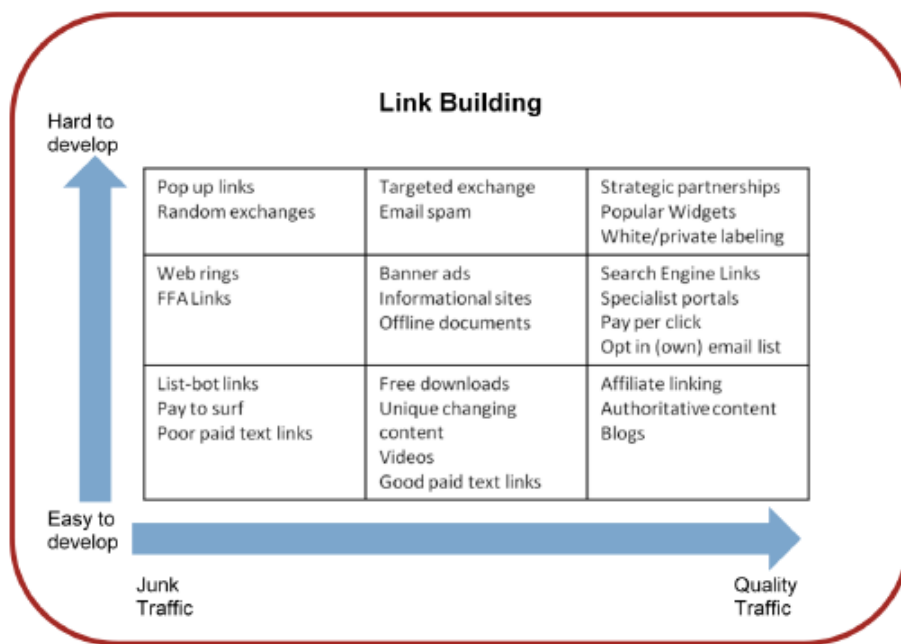 Link Building
Hard to
develop
Pop up links
Random exchanges
Targeted exchange
Email spam
Strategic partnerships
Popular Widgets
White/private labeling
Web rings
FFA Links
Banner ads
Informational sites
Offline documents
Search Engine Links
Specialist portals
Pay per click
Opt in (own) email list
List-bot links
Pay to surf
Poor paid text links
Free downloads
Unique changing
content
Videos
Good paid text links
Affiliate linking
Authoritative content
Blogs
Easy to
develop
Junk
Traffic
Quality
Traffic